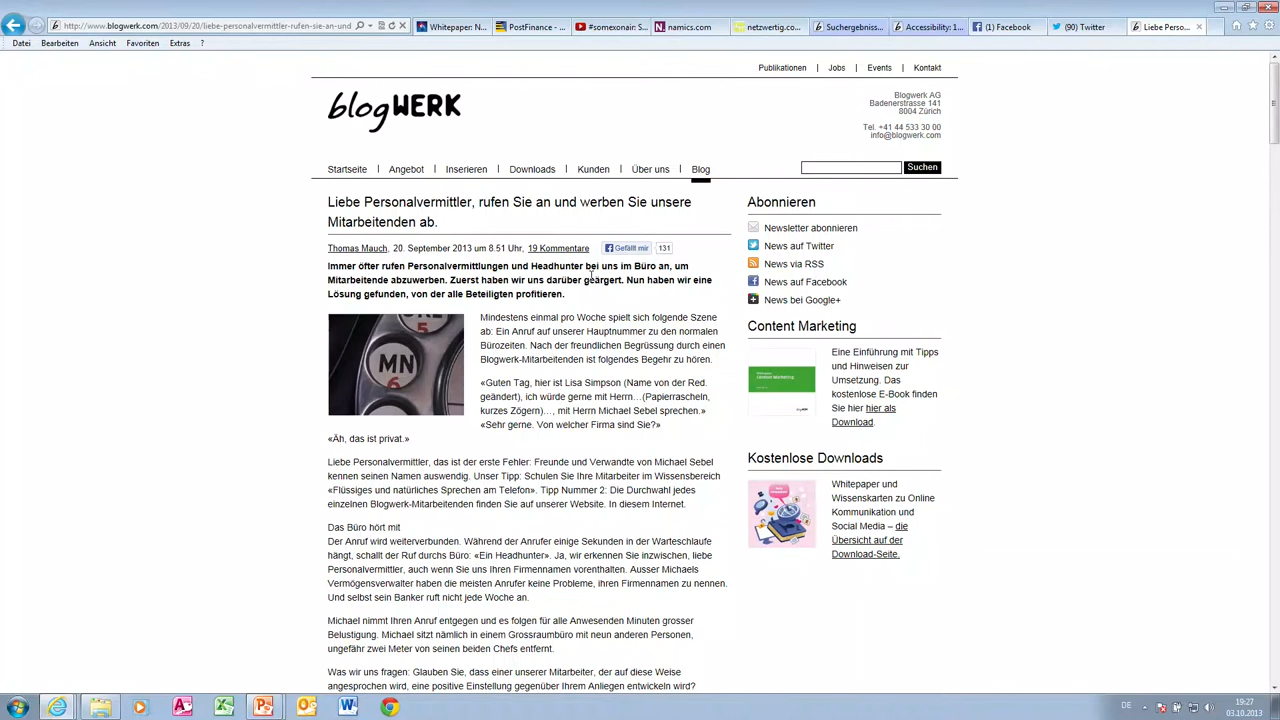 http://www.blogwerk.com/2013/09/20/liebe-personalvermittler-rufen-sie-an-und
Whitepaper: N...
PostFinance - ...
#somexonair: S...
namics.com
netzwertig.co...
Suchergebniss...
Accessibility: 1...
(1) Facebook
(90) Twitter
Liebe Perso...
Datei Bearbeiten Ansicht Favoriten Extras ?
Publikationen | Jobs | Events | Kontakt
blogWERK
Blogwerk AG
Badenerstrasse 141
8004 Zürich
Tel. +41 44 533 30 00
info@blogwerk.com
Startseite | Angebot | Inserieren | Downloads | Kunden | Über uns | Blog
Suchen
Liebe Personalvermittler, rufen Sie an und werben Sie unsere
Mitarbeitenden ab.
Thomas Mauch, 20. September 2013 um 8.51 Uhr, 19 Kommentare Gefällt mir 131
Immer öfter rufen Personalvermittlungen und Headhunter bei uns im Büro an, um
Mitarbeitende abzuwerben. Zuerst haben wir uns darüber geärgert. Nun haben wir eine
Lösung gefunden, von der alle Beteiligten profitieren.
MN
6
5
Mindestens einmal pro Woche spielt sich folgende Szene
ab: Ein Anruf auf unserer Hauptnummer zu den normalen
Bürozeiten. Nach der freundlichen Begrüssung durch einen
Blogwerk-Mitarbeitenden ist folgendes Begehr zu hören.
«Guten Tag, hier ist Lisa Simpson (Name von der Red.
geändert), ich würde gerne mit Herrn…(Papierrascheln,
kurzes Zögern)…, mit Herrn Michael Sebel sprechen.»
«Sehr gerne. Von welcher Firma sind Sie?»
«Äh, das ist privat.»
Liebe Personalvermittler, das ist der erste Fehler: Freunde und Verwandte von Michael Sebel
kennen seinen Namen auswendig. Unser Tipp: Schulen Sie Ihre Mitarbeiter im Wissensbereich
«Flüssiges und natürliches Sprechen am Telefon». Tipp Nummer 2: Die Durchwahl jedes
einzelnen Blogwerk-Mitarbeitenden finden Sie auf unserer Website. In diesem Internet.
Das Büro hört mit
Der Anruf wird weiterverbunden. Während der Anrufer einige Sekunden in der Warteschlaufe
hängt, schallt der Ruf durchs Büro: «Ein Headhunter». Ja, wir erkennen Sie inzwischen, liebe
Personalvermittler, auch wenn Sie uns Ihren Firmennamen vorenthalten. Ausser Michaels
Vermögensverwalter haben die meisten Anrufer keine Probleme, ihren Firmennamen zu nennen.
Und selbst sein Banker ruft nicht jede Woche an.
Michael nimmt Ihren Anruf entgegen und es folgen für alle Anwesenden Minuten grosser
Belustigung. Michael sitzt nämlich in einem Grossraumbüro mit neun anderen Personen,
ungefähr zwei Meter von seinen beiden Chefs entfernt.
Was wir uns fragen: Glauben Sie, dass einer unserer Mitarbeiter, der auf diese Weise
angesprochen wird, eine positive Einstellung gegenüber Ihrem Anliegen entwickeln wird?
Abonnieren
Newsletter abonnieren
News auf Twitter
News via RSS
News auf Facebook
News bei Google+
Content Marketing
Eine Einführung mit Tipps
und Hinweisen zur
Umsetzung. Das
kostenlose E-Book finden
Sie hier hier als
Download.
Kostenlose Downloads
Whitepaper und
Wissenskarten zu Online
Kommunikation und
Social Media – die
Übersicht auf der
Download-Seite.
DE
19:27
03.10.2013